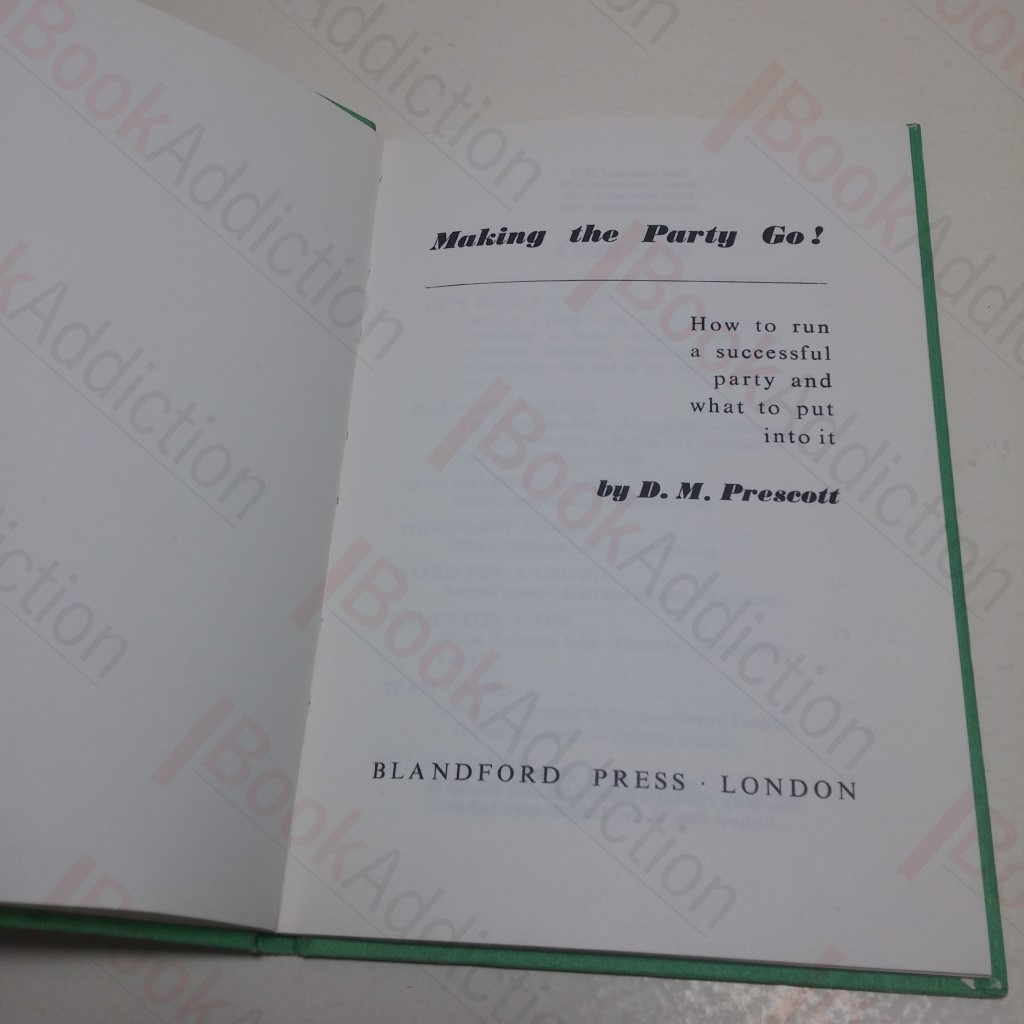 Making the Party Go!
How to run
a successful
party and
what to put
into it
by D. M. Prescott
BLANDFORD PRESS · LONDON
BookAddiction